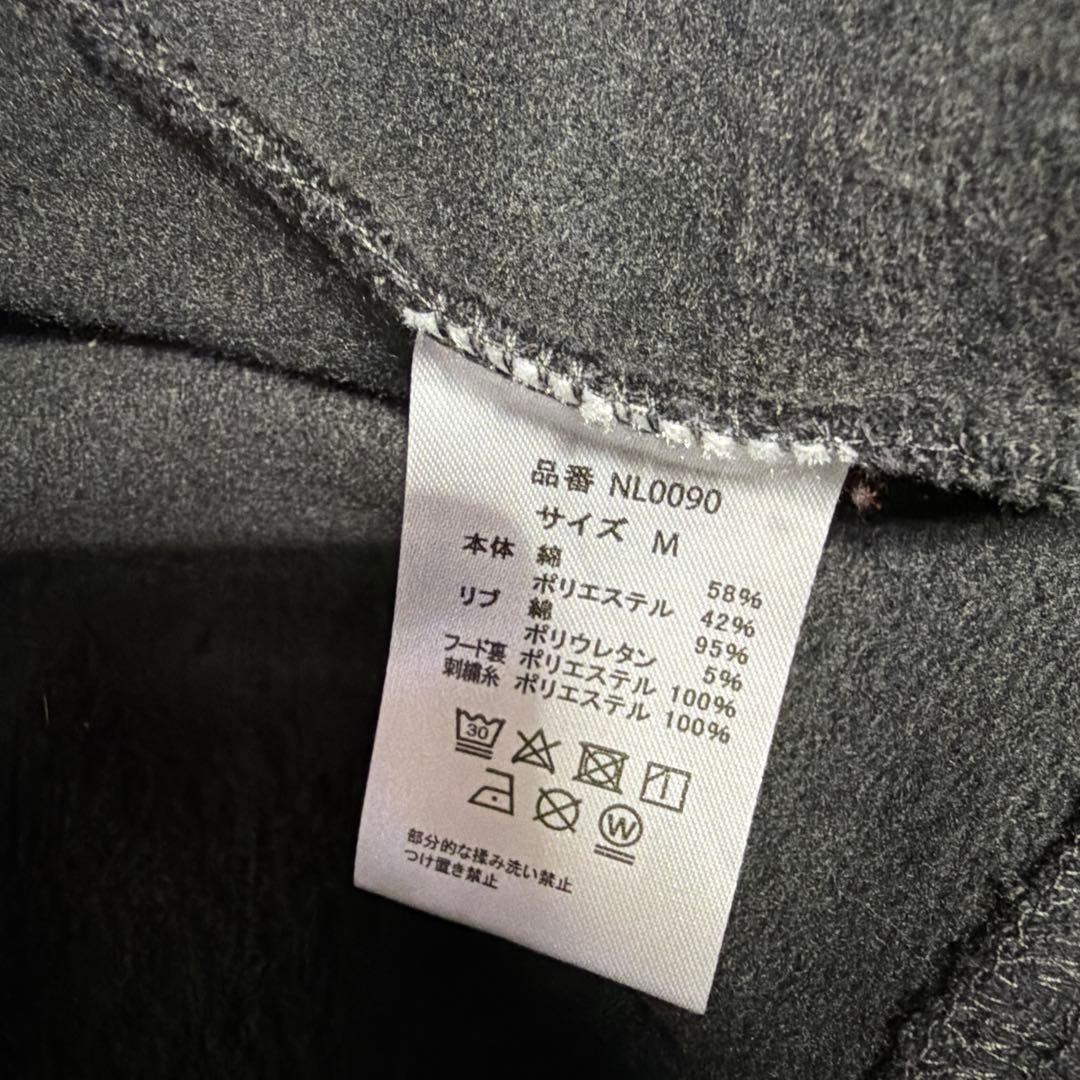 品番 NL0090
サイズ M
本体 綿 58%
ポリエステル 42%
リブ 綿 95%
ポリウレタン 5%
フード裏 ポリエステル 100%
刺繍糸 ポリエステル 100%
30
W
部分的な揉み洗い禁止
つけ置き禁止